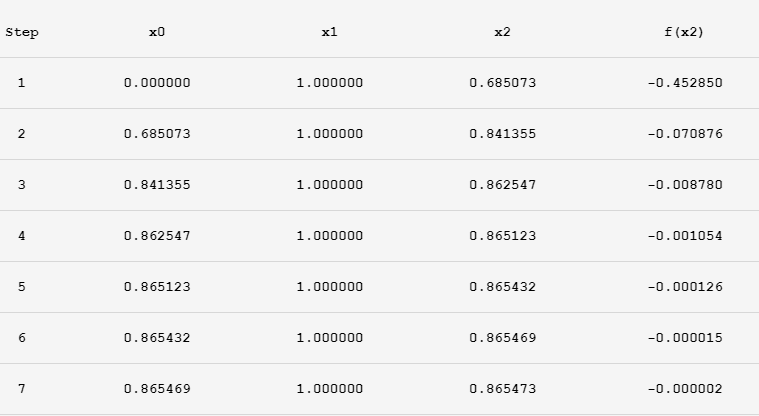 Step x0 x1 x2 f(x2)
1 0.000000 1.000000 0.685073 -0.452850
2 0.685073 1.000000 0.841355 -0.070876
3 0.841355 1.000000 0.862547 -0.008780
4 0.862547 1.000000 0.865123 -0.001054
5 0.865123 1.000000 0.865432 -0.000126
6 0.865432 1.000000 0.865469 -0.000015
7 0.865469 1.000000 0.865473 -0.000002